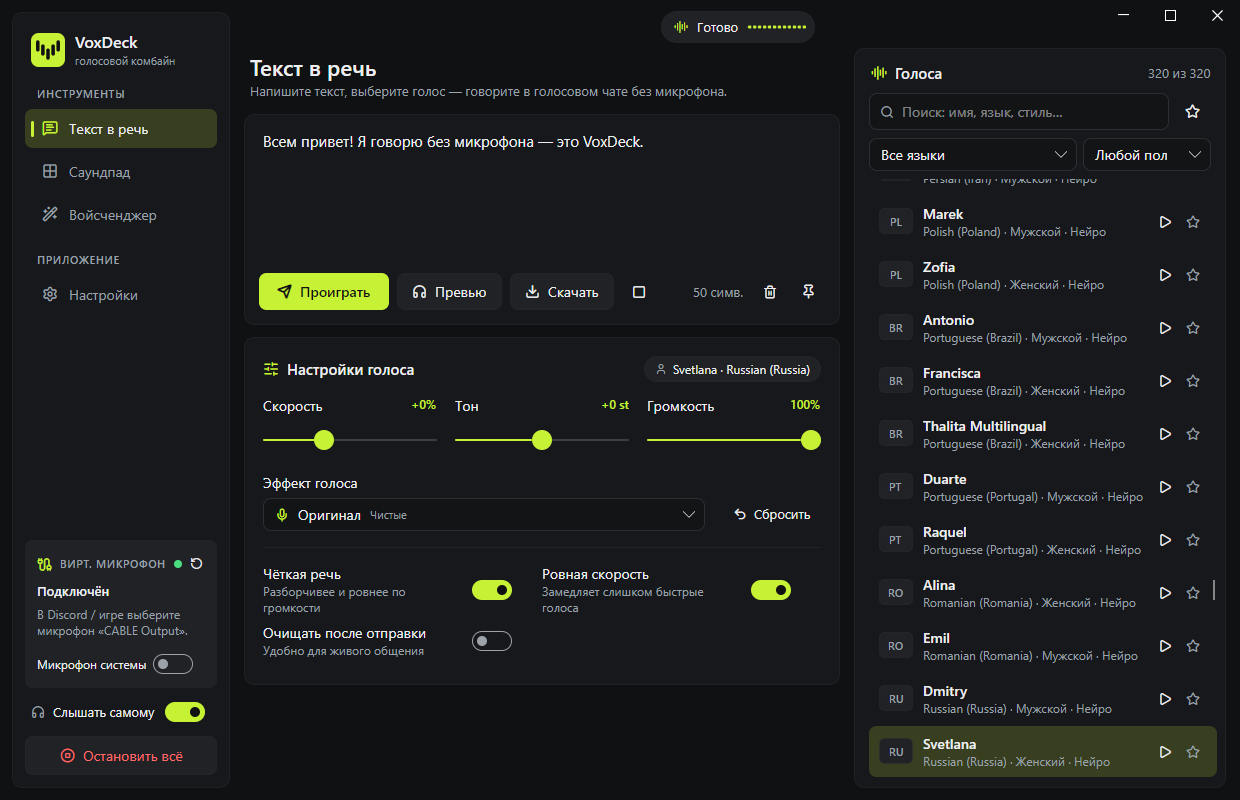 VoxDeck
голосовой комбайн
ИНСТРУМЕНТЫ
Текст в речь
Саундпад
Войсченджер
ПРИЛОЖЕНИЕ
Настройки
ВИРТ. МИКРОФОН
Подключён
В Discord / игре выберите
микрофон «CABLE Output».
Микрофон системы
Слышать самому
Остановить всё
Готово
Текст в речь
Напишите текст, выберите голос — говорите в голосовом чате без микрофона.
Всем привет! Я говорю без микрофона — это VoxDeck.
Проиграть
Превью
Скачать
50 симв.
Настройки голоса
Svetlana · Russian (Russia)
Скорость +0%
Тон +0 st
Громкость 100%
Эффект голоса
Оригинал Чистые
Сбросить
Чёткая речь
Разборчивее и ровнее по
громкости
Ровная скорость
Замедляет слишком быстрые
голоса
Очищать после отправки
Удобно для живого общения
Голоса
320 из 320
Поиск: имя, язык, стиль...
Все языки
Любой пол
Persian (Iran) · Мужской · Нейро
PL
Marek
Polish (Poland) · Мужской · Нейро
PL
Zofia
Polish (Poland) · Женский · Нейро
BR
Antonio
Portuguese (Brazil) · Мужской · Нейро
BR
Francisca
Portuguese (Brazil) · Женский · Нейро
BR
Thalita Multilingual
Portuguese (Brazil) · Женский · Нейро
PT
Duarte
Portuguese (Portugal) · Мужской · Нейро
PT
Raquel
Portuguese (Portugal) · Женский · Нейро
RO
Alina
Romanian (Romania) · Женский · Нейро
RO
Emil
Romanian (Romania) · Мужской · Нейро
RU
Dmitry
Russian (Russia) · Мужской · Нейро
RU
Svetlana
Russian (Russia) · Женский · Нейро